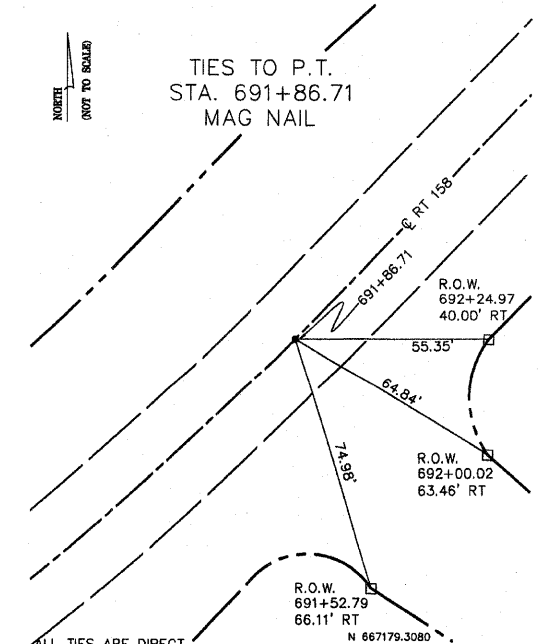 NORTH
(NOT TO SCALE)
TIES TO P.T.
STA. 691+86.71
MAG NAIL
℄ RT 158
691+86.71
R.O.W.
692+24.97
40.00' RT
55.35'
64.84'
74.98'
R.O.W.
692+00.02
63.46' RT
R.O.W.
691+52.79
66.11' RT
N 667179.3080
ALL TIES ARE DIRECT